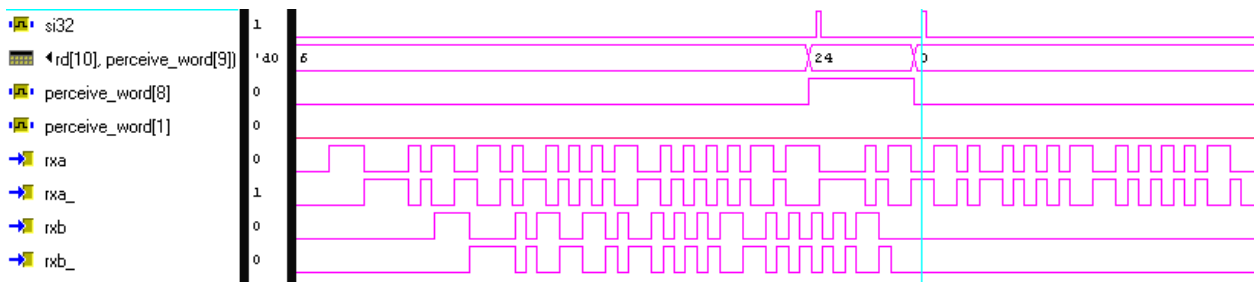 si32 1
rd[10], perceive_word[9]) 'd0 6 24 0
perceive_word[8] 0
perceive_word[1] 0
rxa 0
rxa_ 1
rxb 0
rxb_ 0